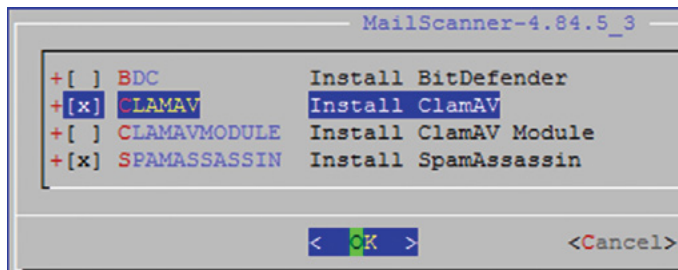 MailScanner-4.84.5_3
+[ ] BDC Install BitDefender
+[x] CLAMAV Install ClamAV
+[ ] CLAMAVMODULE Install ClamAV Module
+[x] SPAMASSASSIN Install SpamAssassin
< OK > <Cancel>